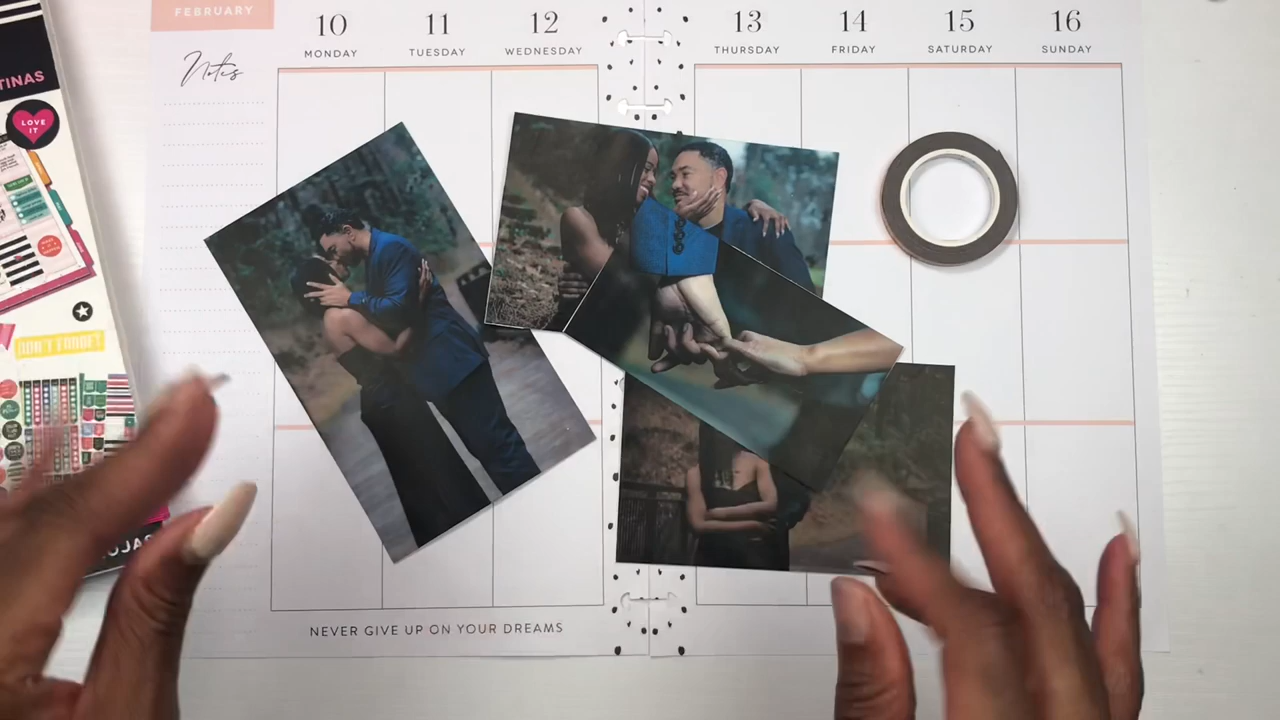 FEBRUARY
Notes
10
MONDAY
11
TUESDAY
12
WEDNESDAY
13
THURSDAY
14
FRIDAY
15
SATURDAY
16
SUNDAY
TINAS
LOVE
IT
DON'T FORGET
NEVER GIVE UP ON YOUR DREAMS